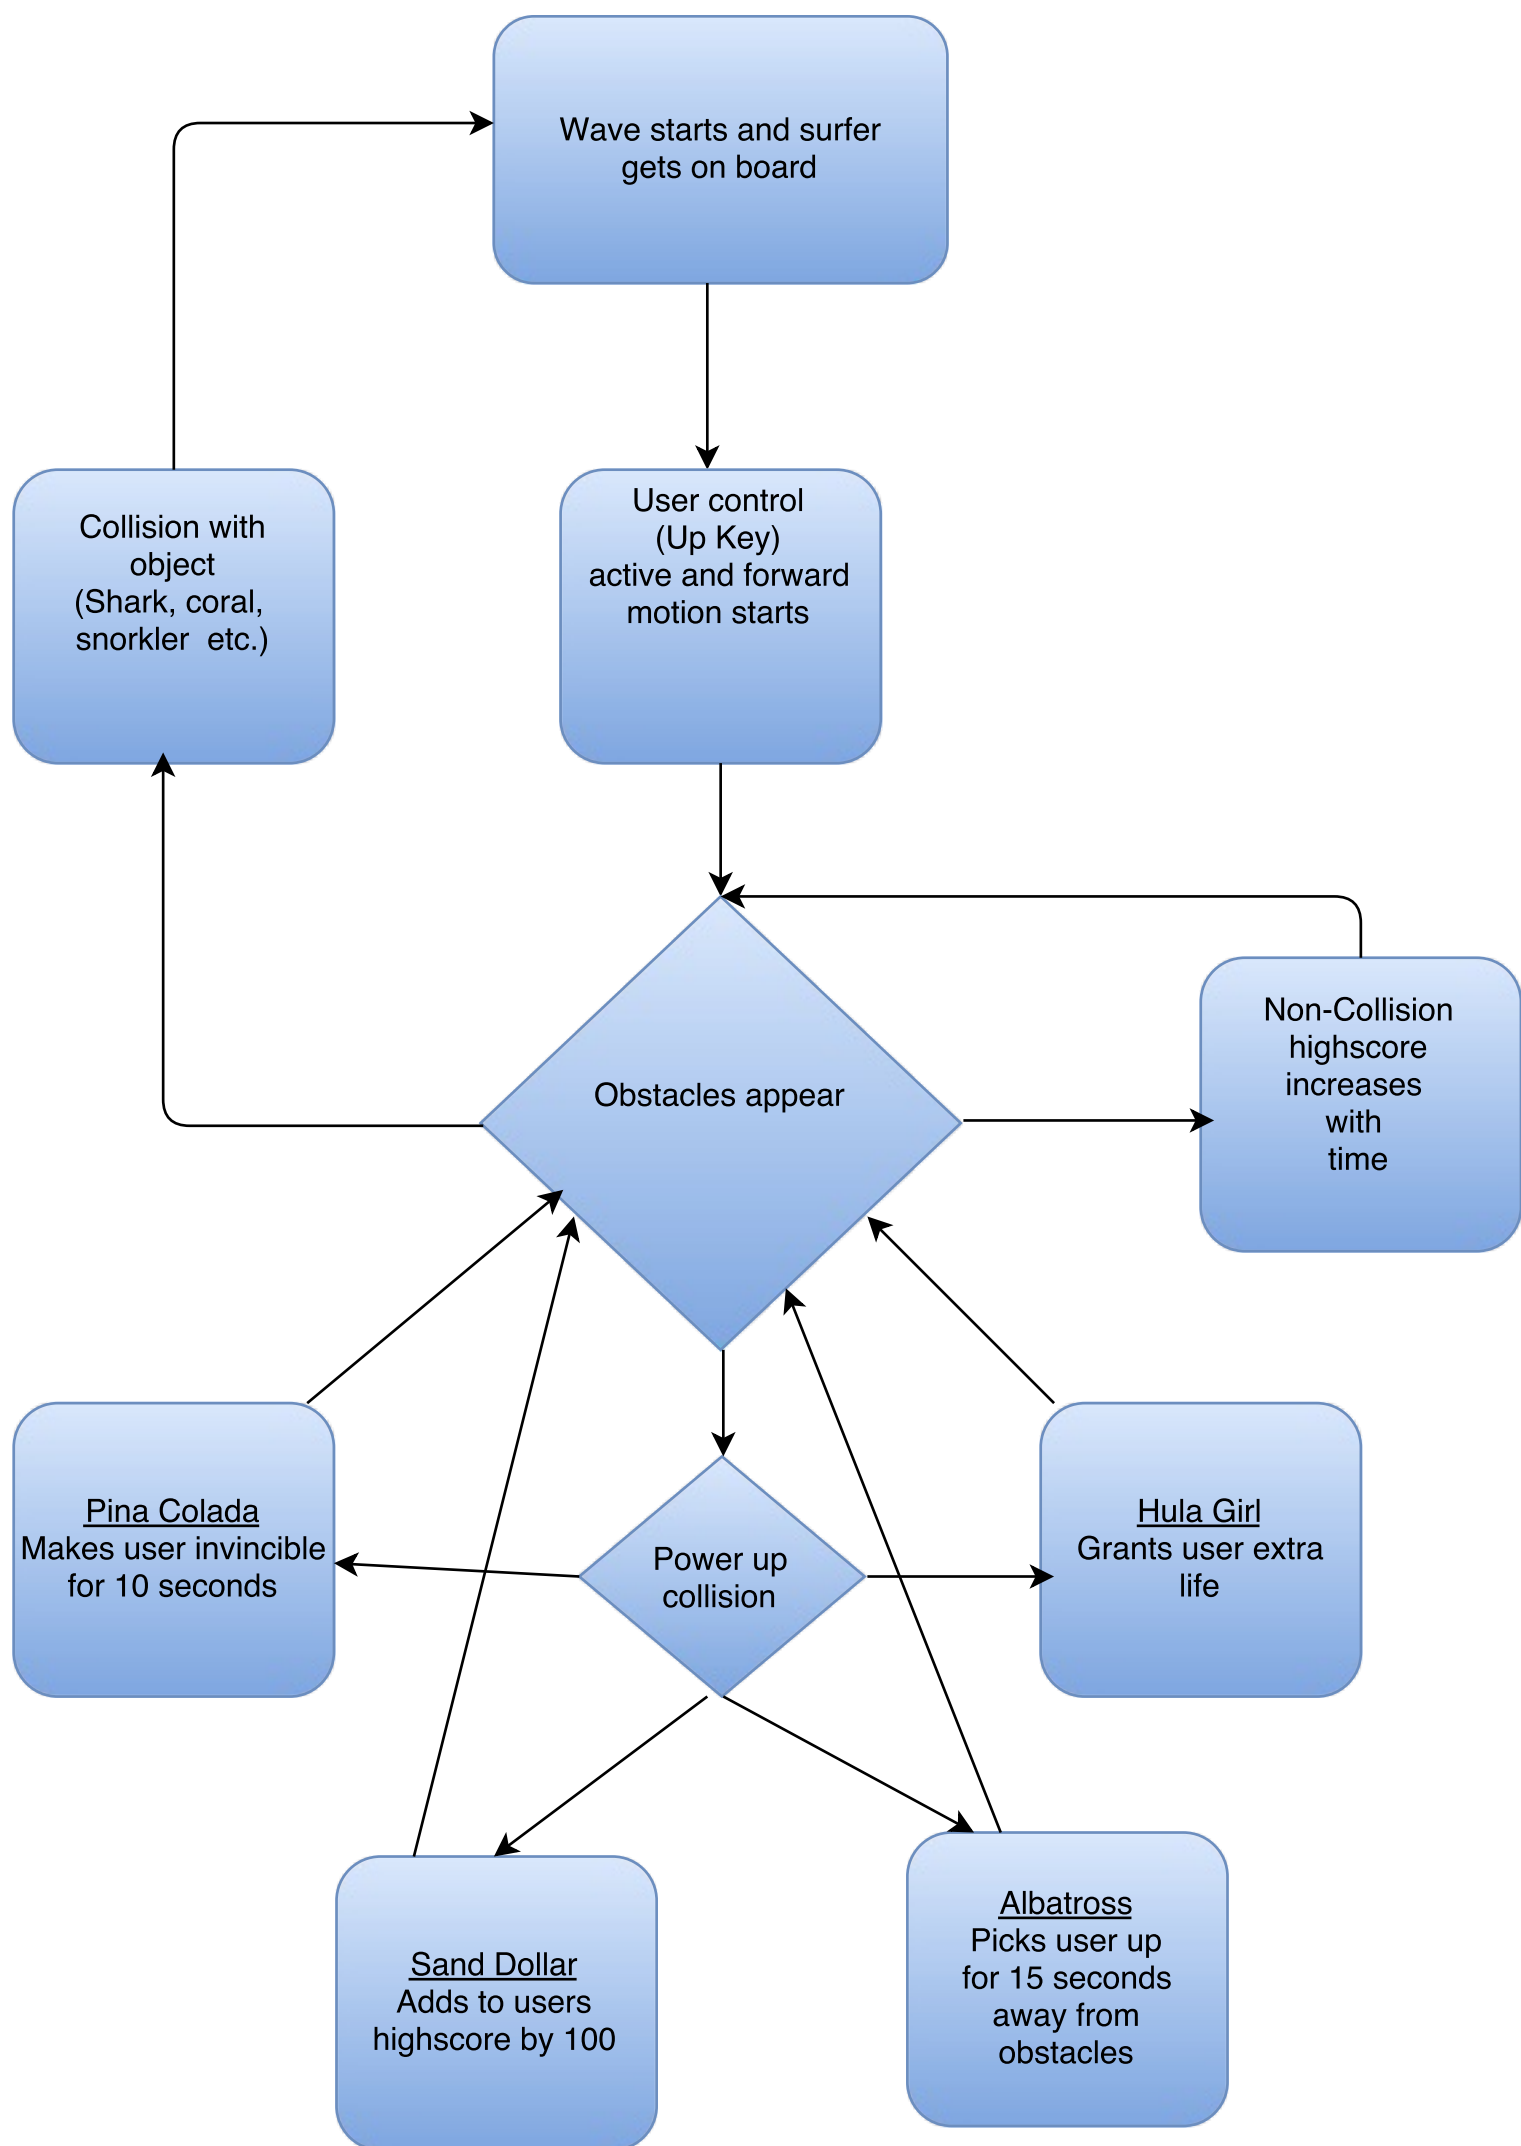 Wave starts and surfer
gets on board
Collision with
object
(Shark, coral,
snorkler  etc.)
User control
(Up Key)
active and forward
motion starts
Obstacles appear
Non-Collision
highscore
increases
with
time
Pina Colada
Makes user invincible
for 10 seconds
Power up
collision
Hula Girl
Grants user extra
life
Sand Dollar
Adds to users
highscore by 100
Albatross
Picks user up
for 15 seconds
away from
obstacles